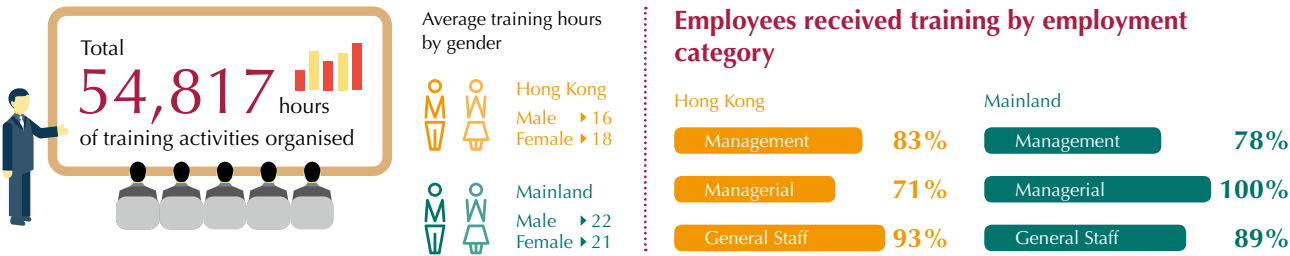 Total
54,817 hours
of training activities organised
Average training hours
by gender
Hong Kong
Male 16
Female 18
Mainland
Male 22
Female 21
Employees received training by employment
category
Hong Kong
Management 83%
Managerial 71%
General Staff 93%
Mainland
Management 78%
Managerial 100%
General Staff 89%